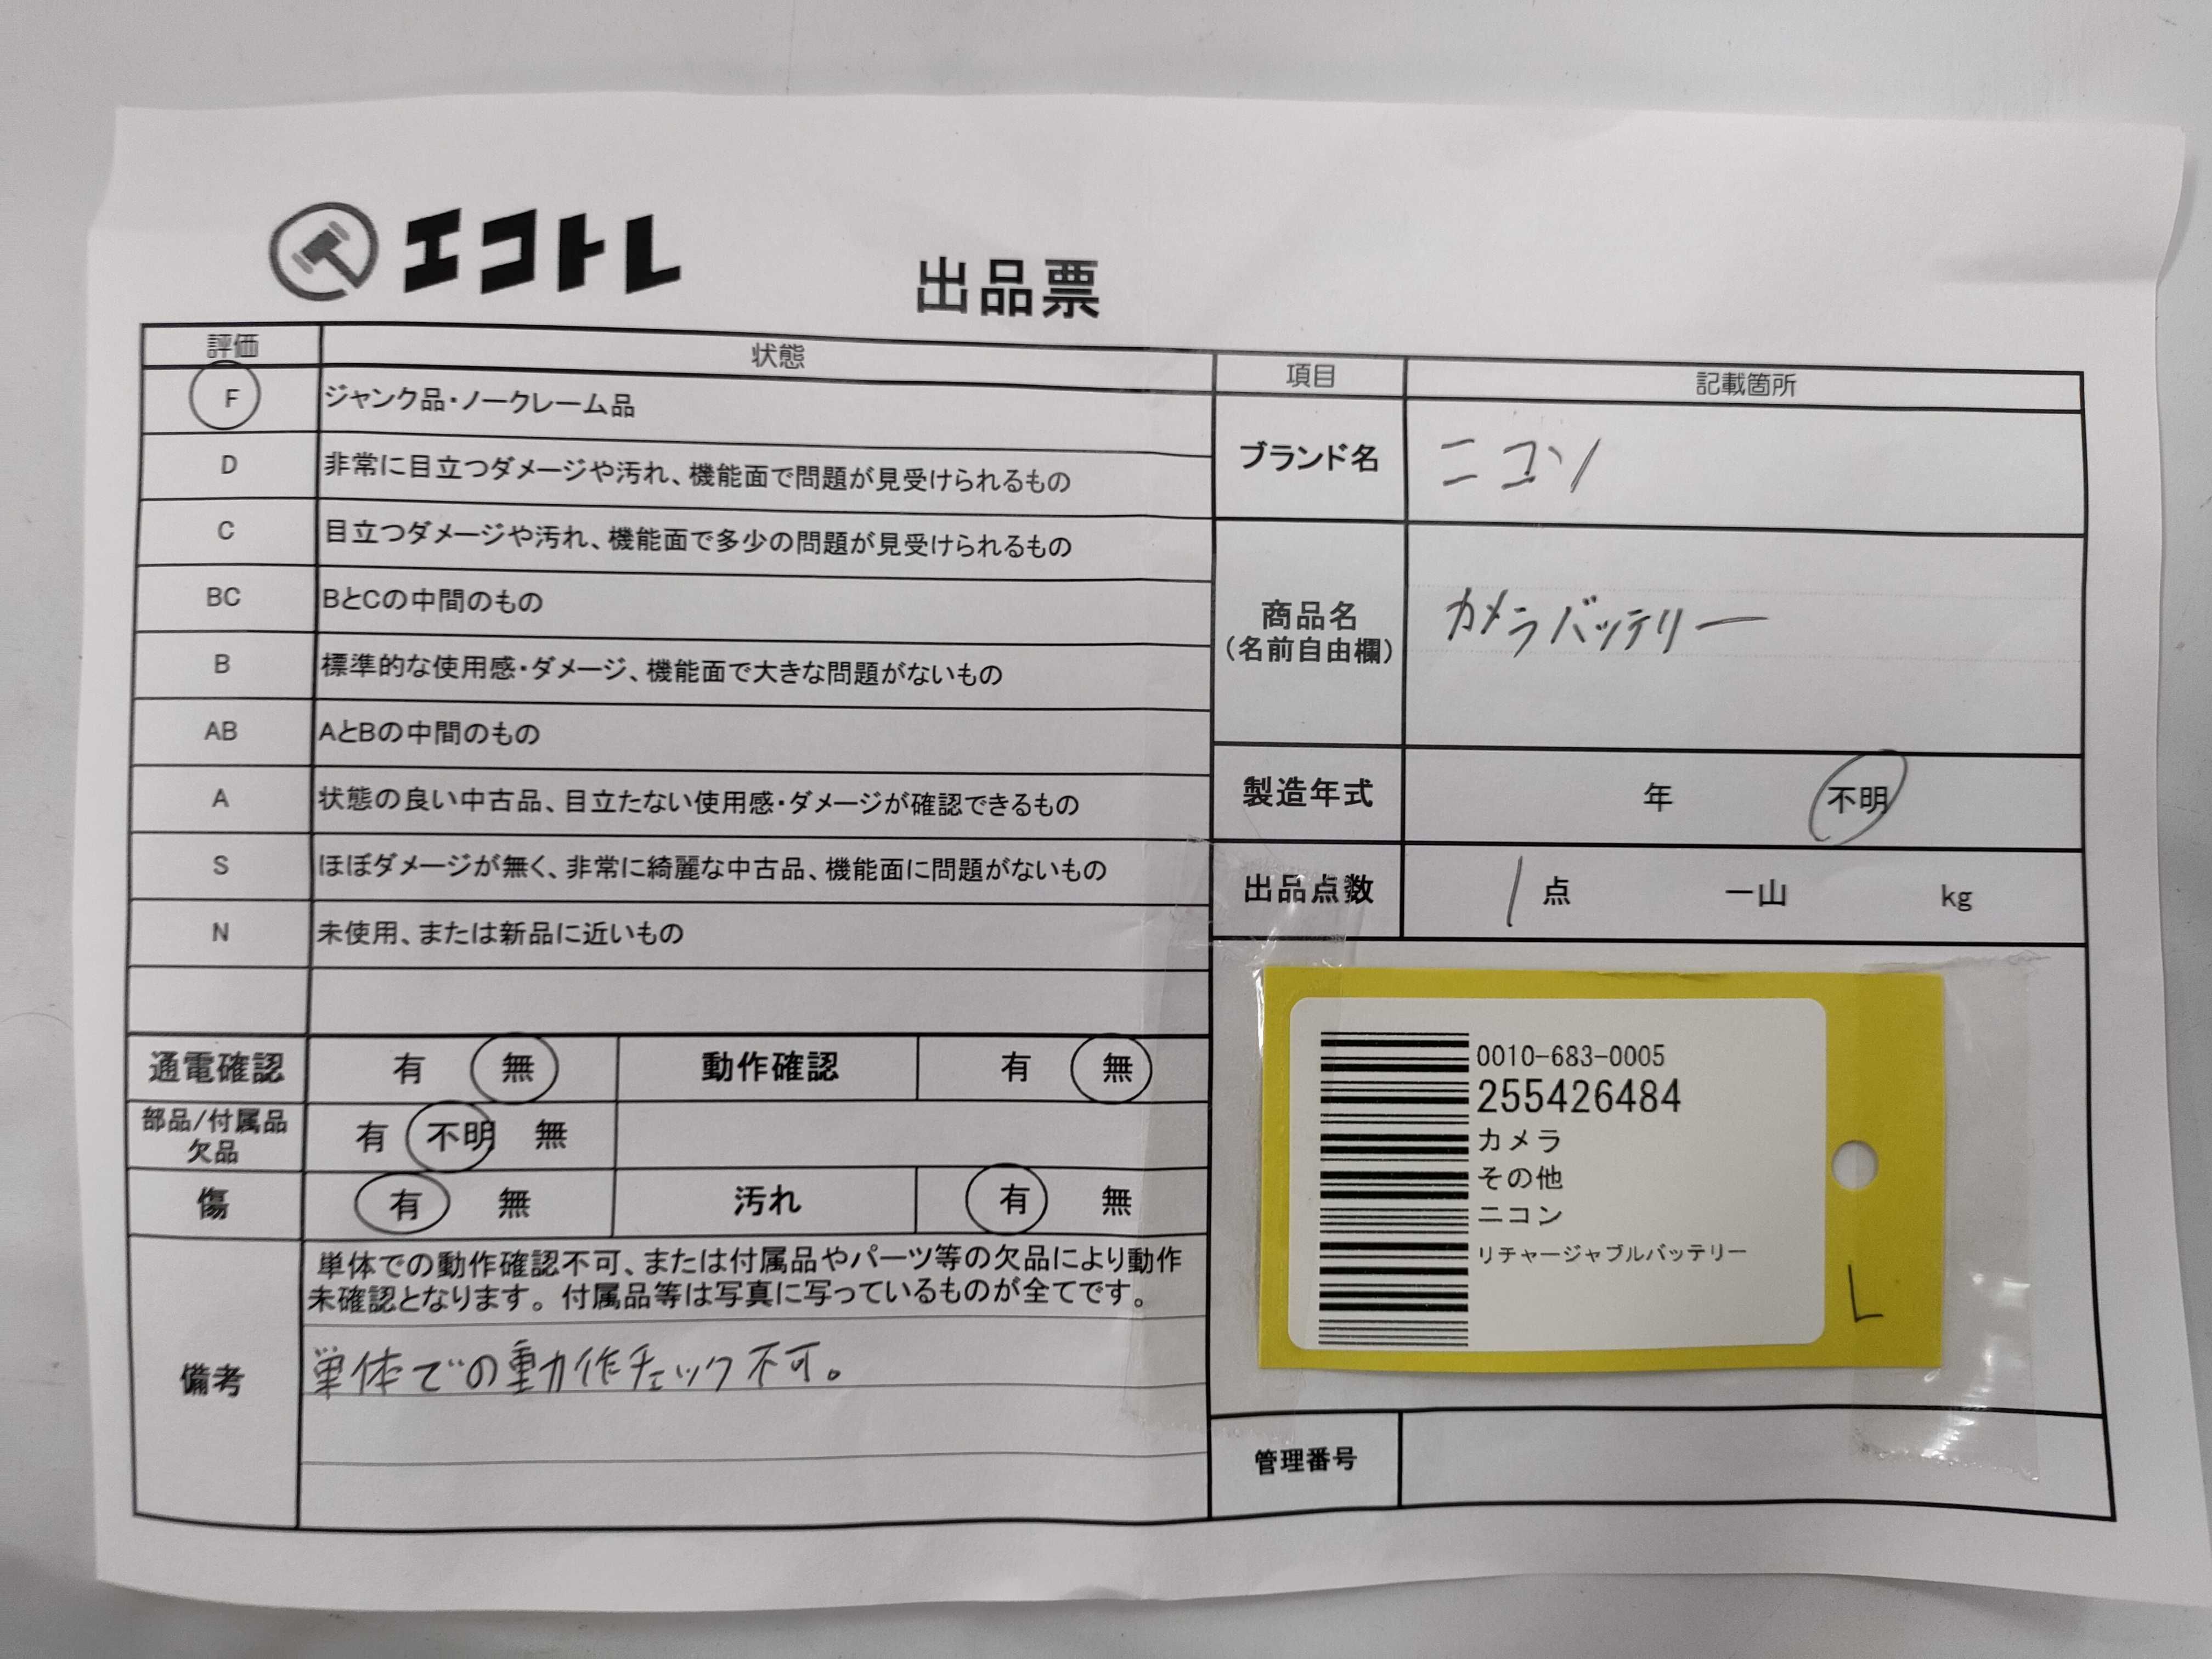 エコトレ
出品票
評価 状態
F ジャンク品・ノークレーム品
D 非常に目立つダメージや汚れ、機能面で問題が見受けられるもの
C 目立つダメージや汚れ、機能面で多少の問題が見受けられるもの
BC BとCの中間のもの
B 標準的な使用感・ダメージ、機能面で大きな問題がないもの
AB AとBの中間のもの
A 状態の良い中古品、目立たない使用感・ダメージが確認できるもの
S ほぼダメージが無く、非常に綺麗な中古品、機能面に問題がないもの
N 未使用、または新品に近いもの
通電確認 有 無 動作確認 有 無
部品/付属品
欠品
有 不明 無
傷 有 無 汚れ 有 無
備考
単体での動作確認不可、または付属品やパーツ等の欠品により動作
未確認となります。付属品等は写真に写っているものが全てです。
単体での動作チェック不可。
項目 記載箇所
ブランド名 ニコン
商品名
(名前自由欄)
カメラバッテリー
製造年式 年 不明
出品点数 1点 一山 kg
0010-683-0005
255426484
カメラ
その他
ニコン
リチャージャブルバッテリー
L
管理番号